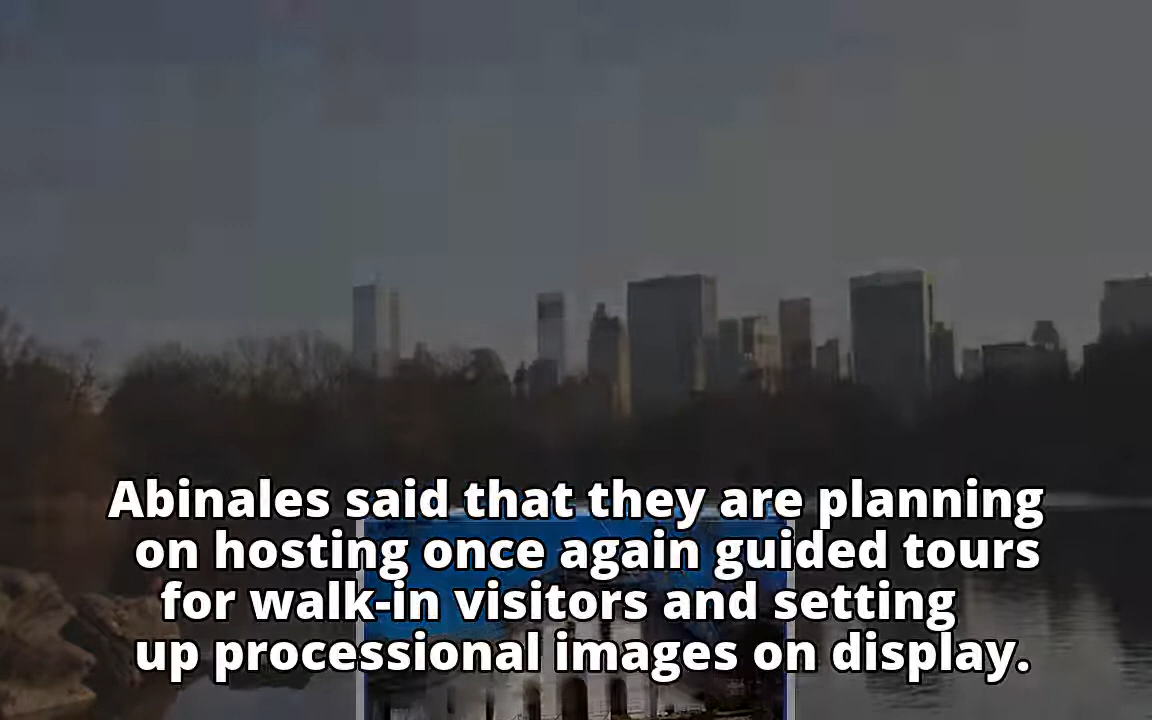 Abinales said that they are planning
on hosting once again guided tours
for walk-in visitors and setting
up processional images on display.